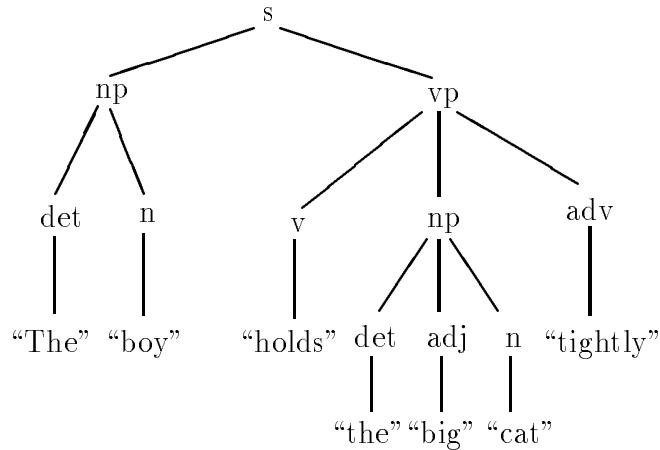 s
np vp
det n v np adv
“The” “boy” “holds” det adj n “tightly”
“the” “big” “cat”